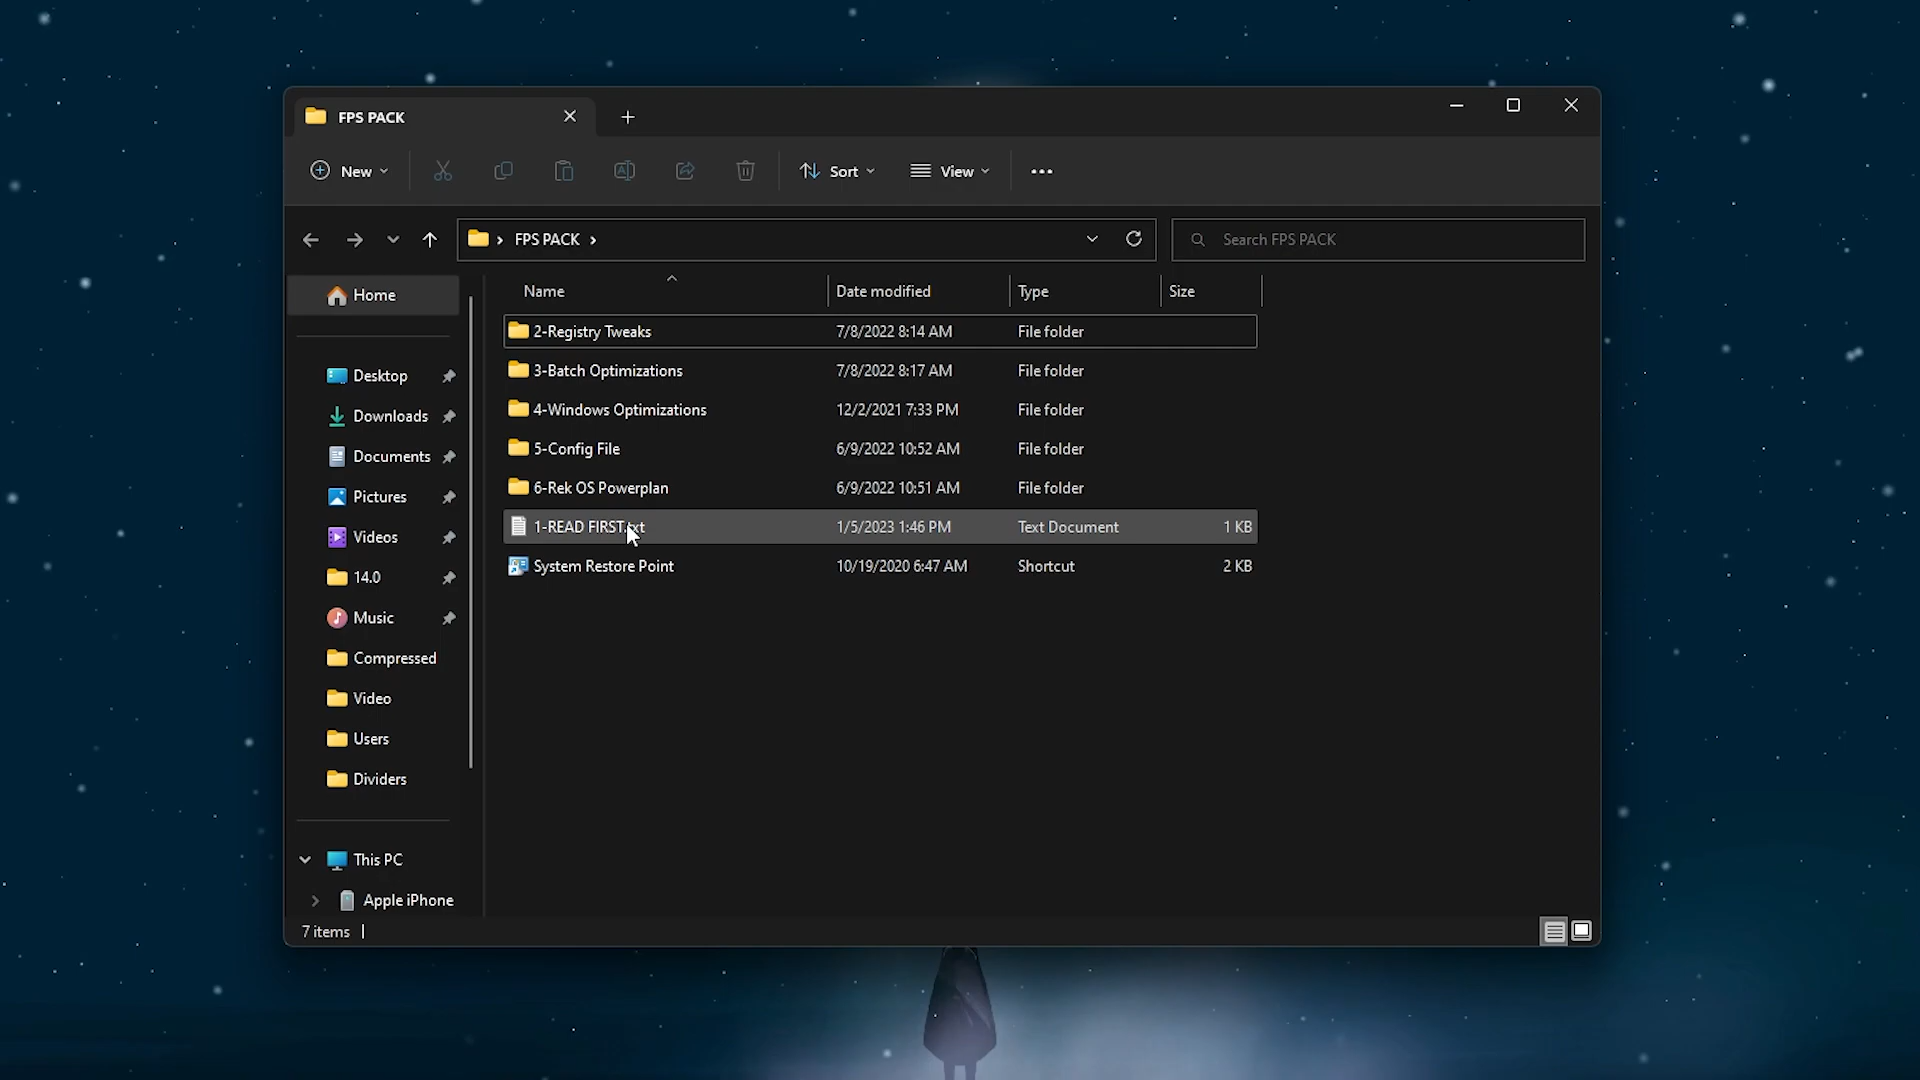 FPS PACK
New
Sort
View
FPS PACK
Search FPS PACK
Home
Desktop
Downloads
Documents
Pictures
Videos
14.0
Music
Compressed
Video
Users
Dividers
This PC
Apple iPhone
Name Date modified Type Size
2-Registry Tweaks 7/8/2022 8:14 AM File folder
3-Batch Optimizations 7/8/2022 8:17 AM File folder
4-Windows Optimizations 12/2/2021 7:33 PM File folder
5-Config File 6/9/2022 10:52 AM File folder
6-Rek OS Powerplan 6/9/2022 10:51 AM File folder
1-READ FIRST.txt 1/5/2023 1:46 PM Text Document 1 KB
System Restore Point 10/19/2020 6:47 AM Shortcut 2 KB
7 items